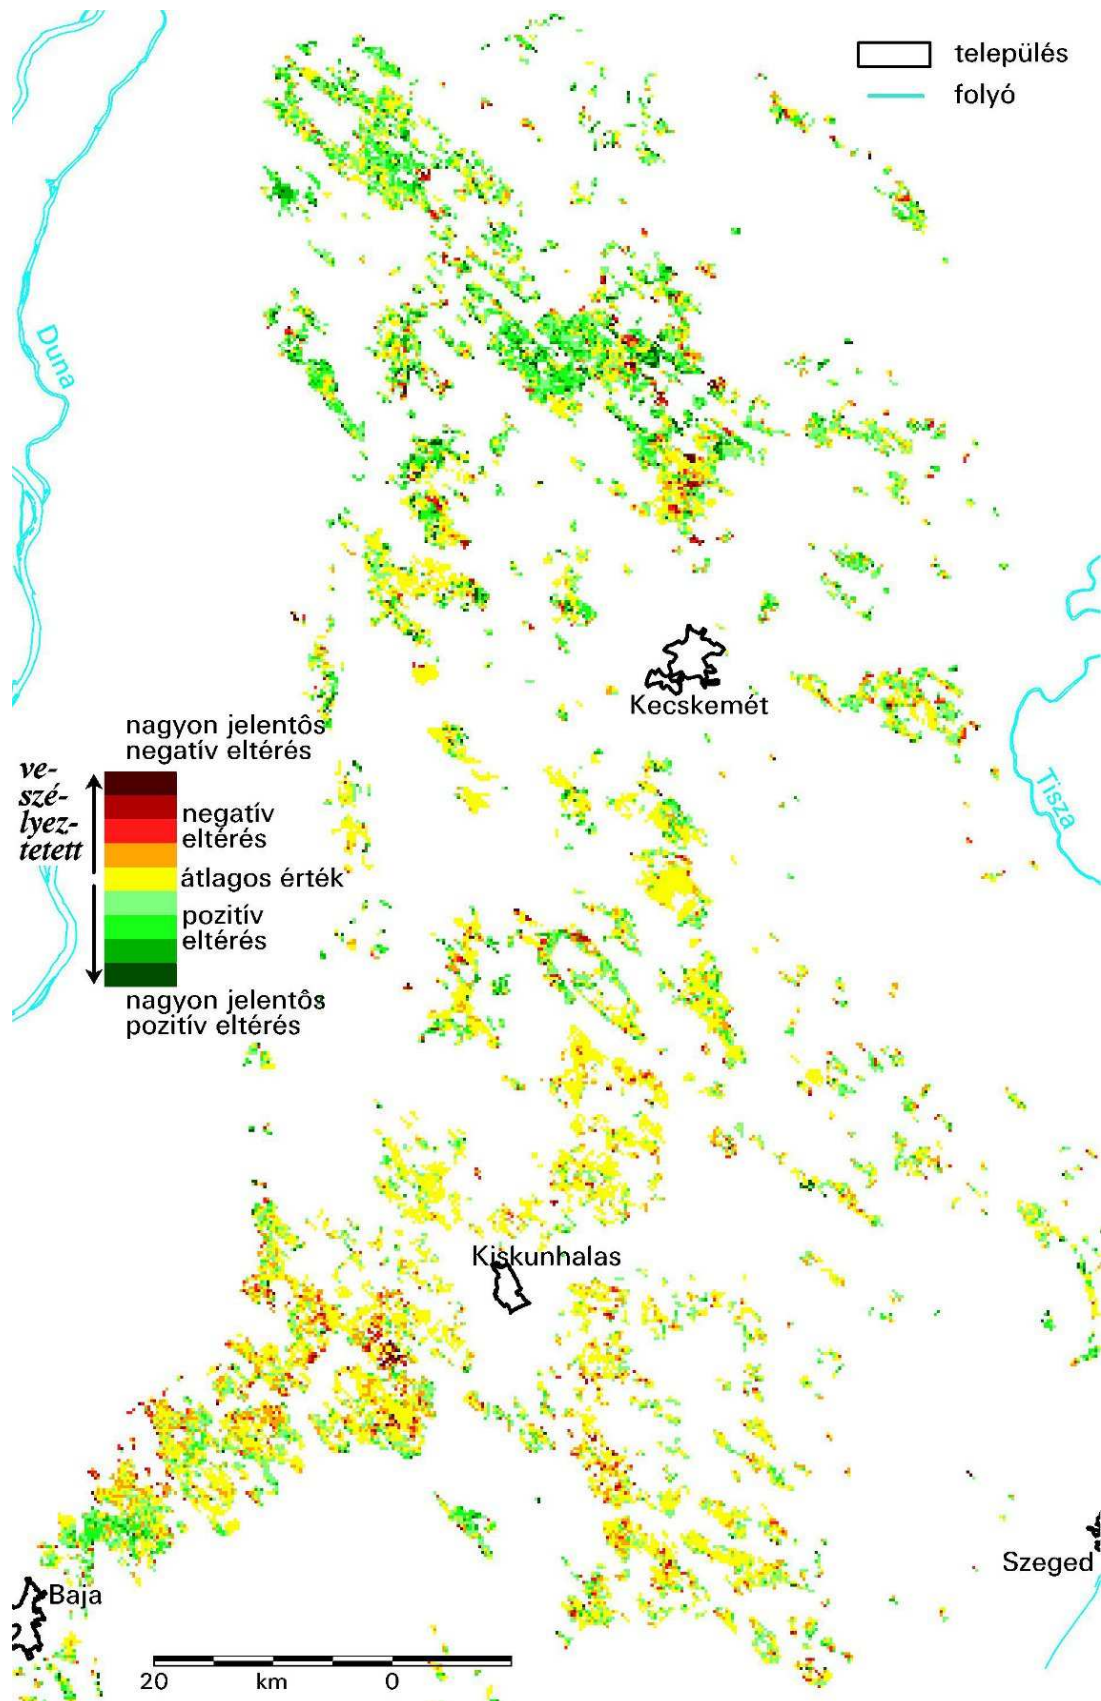 település
folyó
Duna
Kecskemét
nagyon jelentôs
negatív eltérés
ve-
szé-
lyez-
tetett
negatív
eltérés
átlagos érték
pozitív
eltérés
nagyon jelentôs
pozitív eltérés
Tisza
Kiskunhalas
Szeged
Baja
20 km 0